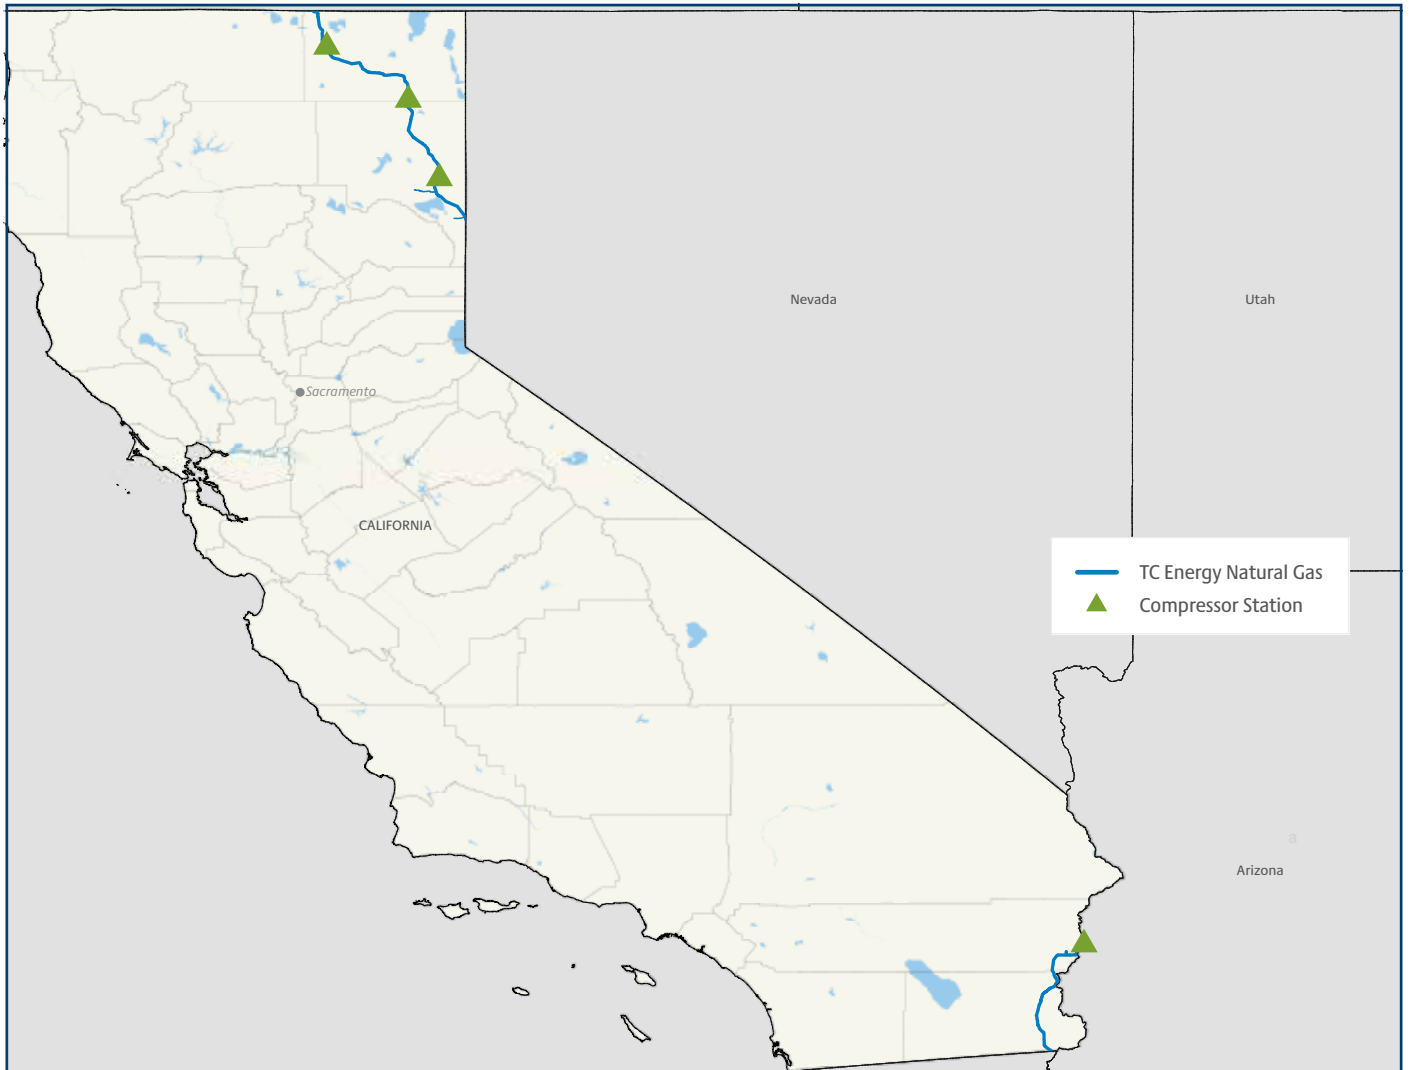 Nevada
Utah
Sacramento
CALIFORNIA
TC Energy Natural Gas
Compressor Station
a
Arizona